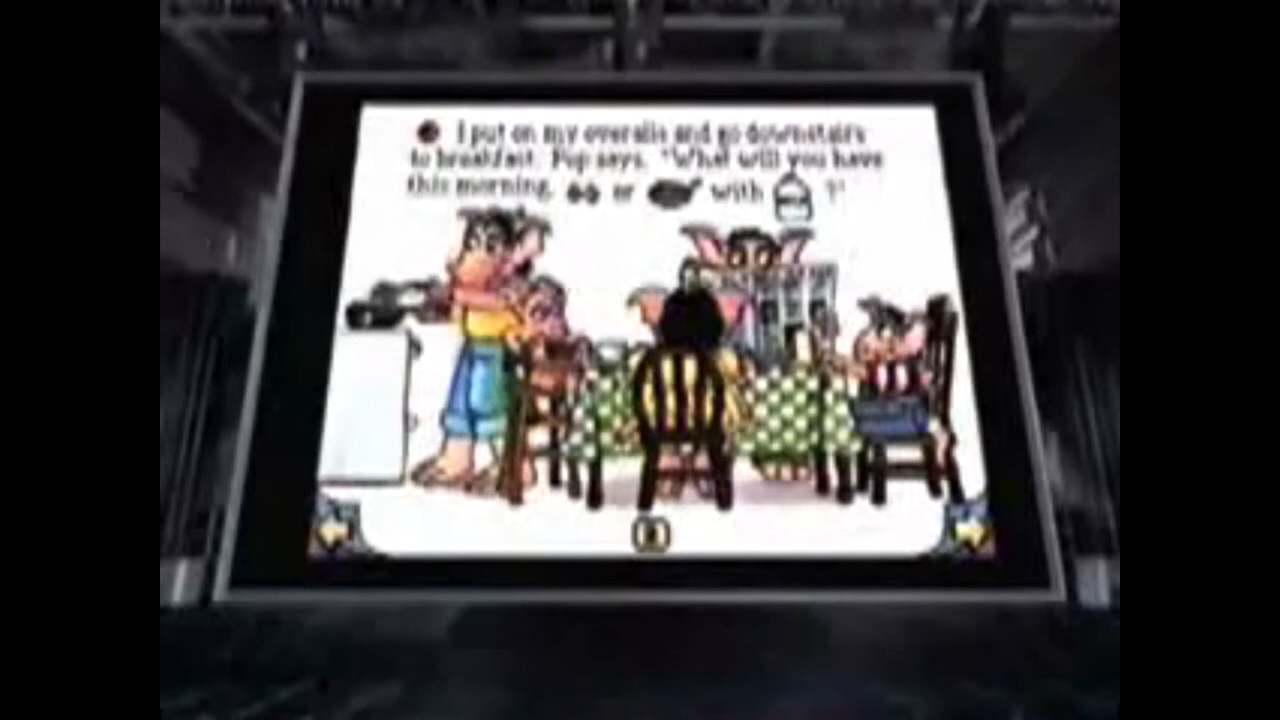 I put on my overalls and go downstairs
to breakfast. Pop says, "What will you have
this morning, or with ?"